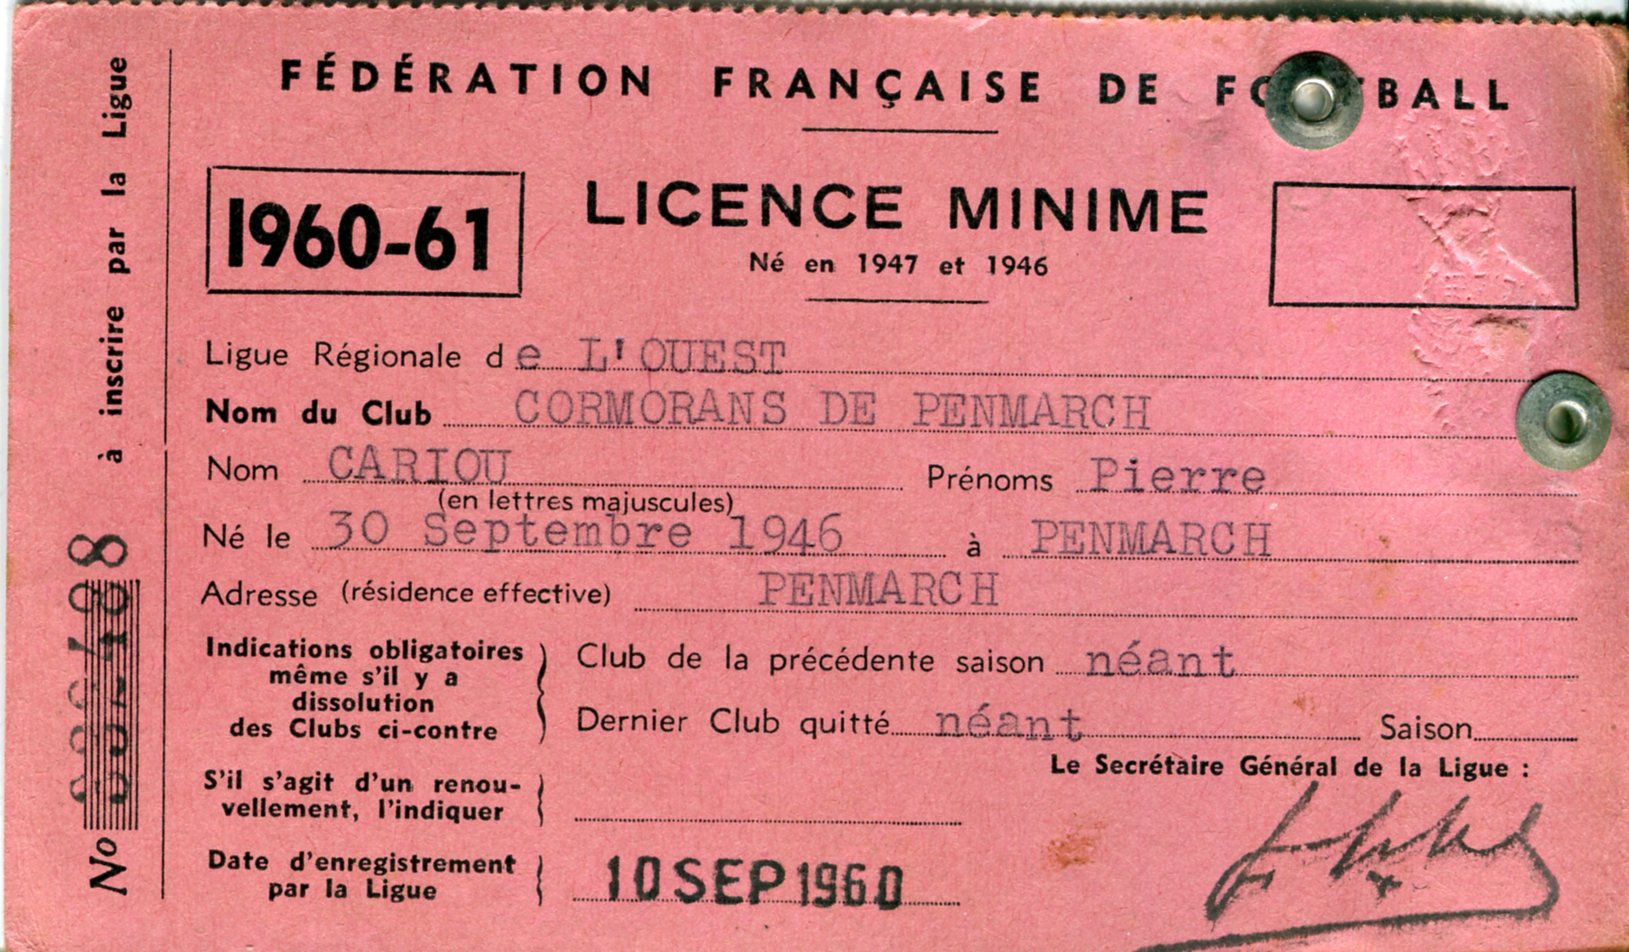 FÉDÉRATION FRANÇAISE DE FOOTBALL
1960-61
LICENCE MINIME
Né en 1947 et 1946
Ligue Régionale de L'OUEST
Nom du Club CORMORANS DE PENMARCH
Nom CARIOU Prénoms Pierre
(en lettres majuscules)
Né le 30 Septembre 1946 à PENMARCH
Adresse (résidence effective) PENMARCH
Indications obligatoires
même s'il y a
dissolution
des Clubs ci-contre
Club de la précédente saison néant
Dernier Club quitté néant Saison
Le Secrétaire Général de la Ligue :
S'il s'agit d'un renou-
vellement, l'indiquer
Date d'enregistrement
par la Ligue
10 SEP 1960
No
à inscrire par la Ligue